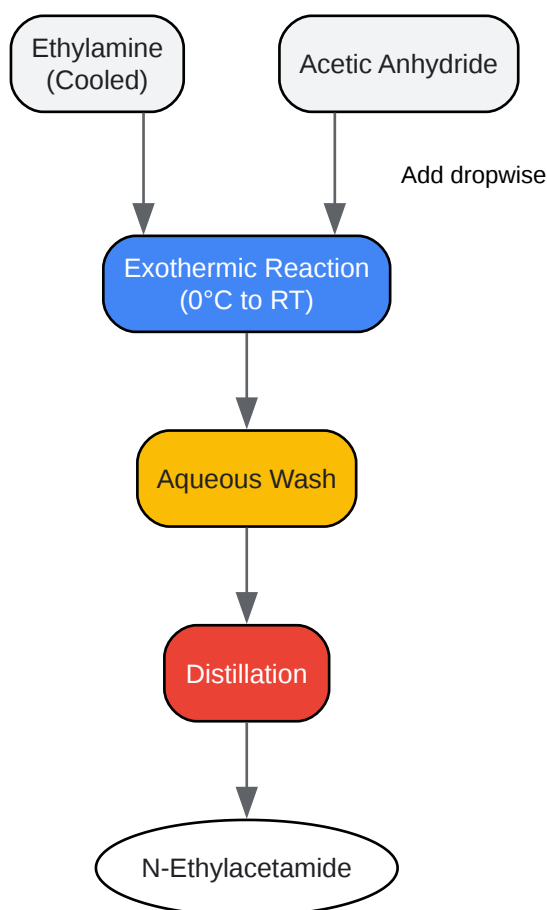 Ethylamine
(Cooled)
Acetic Anhydride
Add dropwise
Exothermic Reaction
(0°C to RT)
Aqueous Wash
Distillation
N-Ethylacetamide